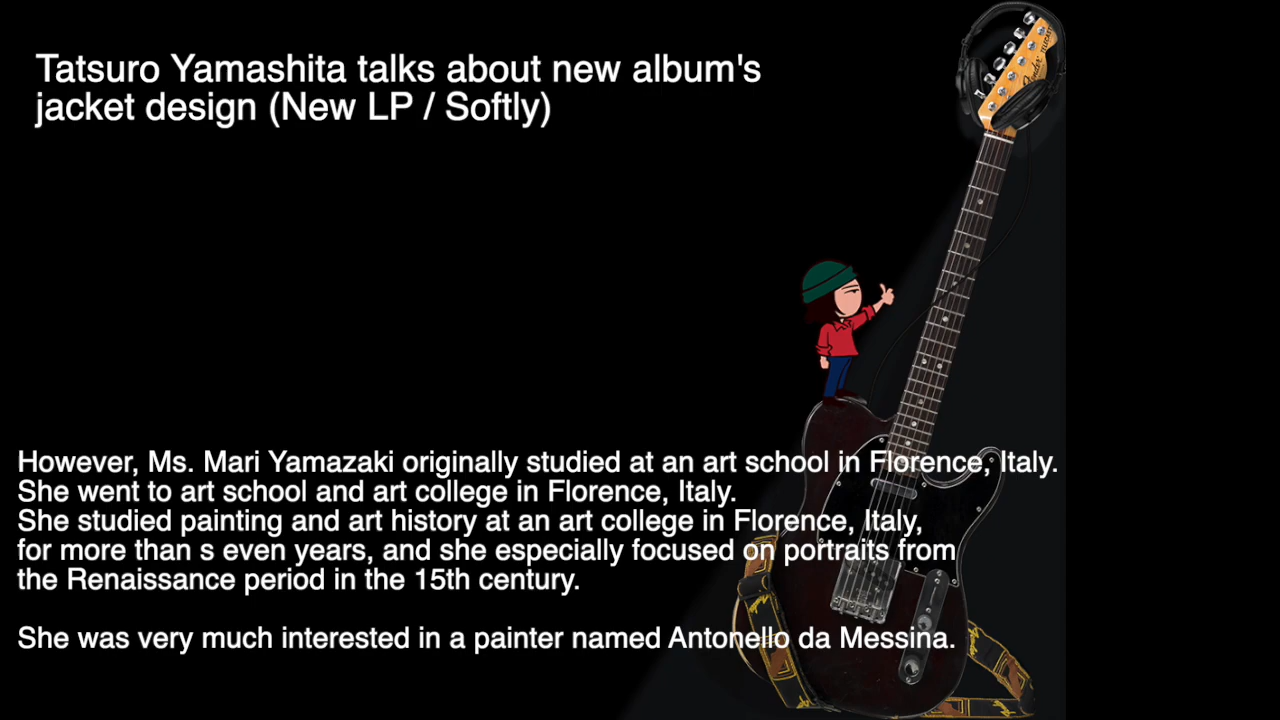 Tatsuro Yamashita talks about new album's
jacket design (New LP / Softly)
Fender
TELECASTER
However, Ms. Mari Yamazaki originally studied at an art school in Florence, Italy.
She went to art school and art college in Florence, Italy.
She studied painting and art history at an art college in Florence, Italy,
for more than s even years, and she especially focused on portraits from
the Renaissance period in the 15th century.
She was very much interested in a painter named Antonello da Messina.